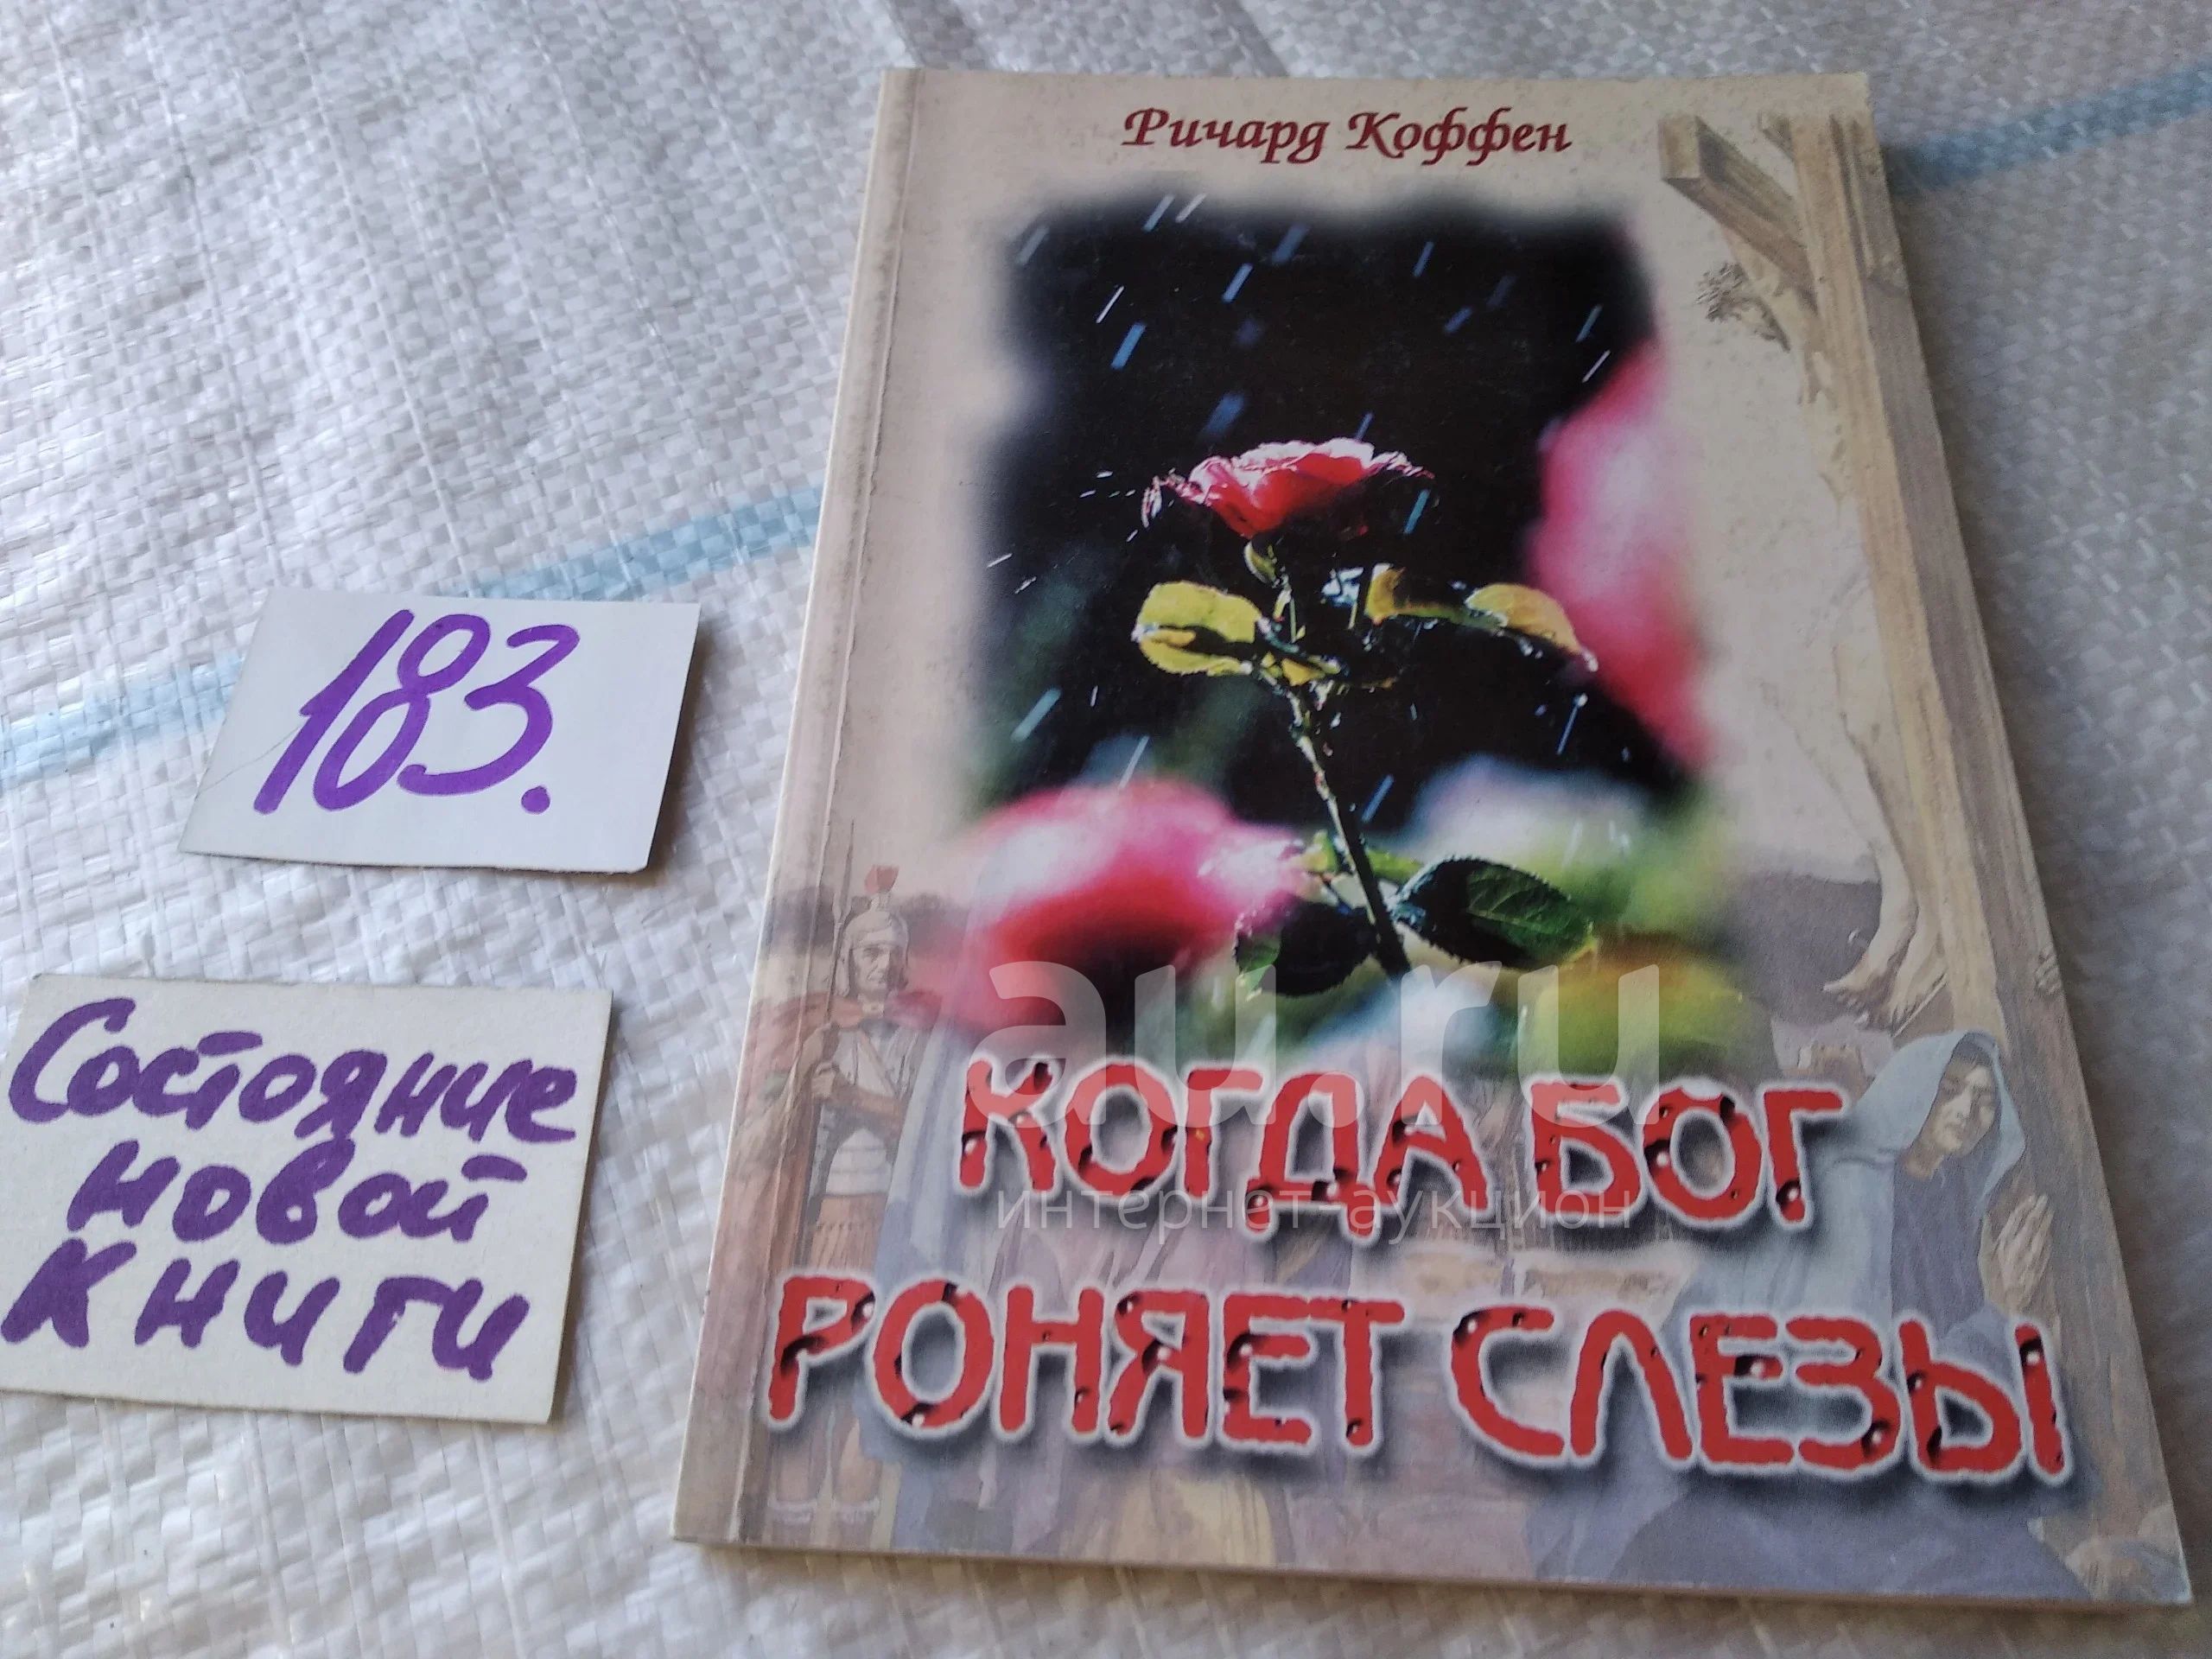 Ричард Коффен
183.
Состояние
новой
Книги
au.ru
интернет-аукцион
КОГДА БОГ
РОНЯЕТ СЛЕЗЫ